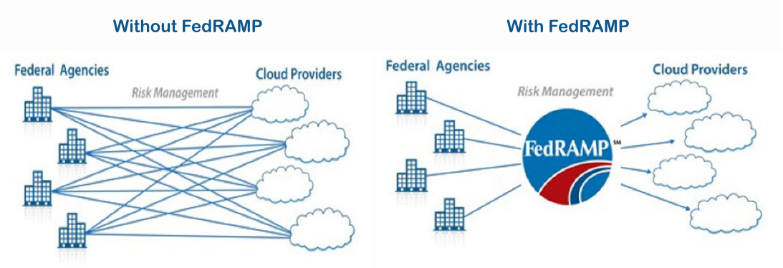 Without FedRAMP
Federal Agencies
Risk Management
Cloud Providers
With FedRAMP
Federal Agencies
Risk Management
Cloud Providers
FedRAMP SM